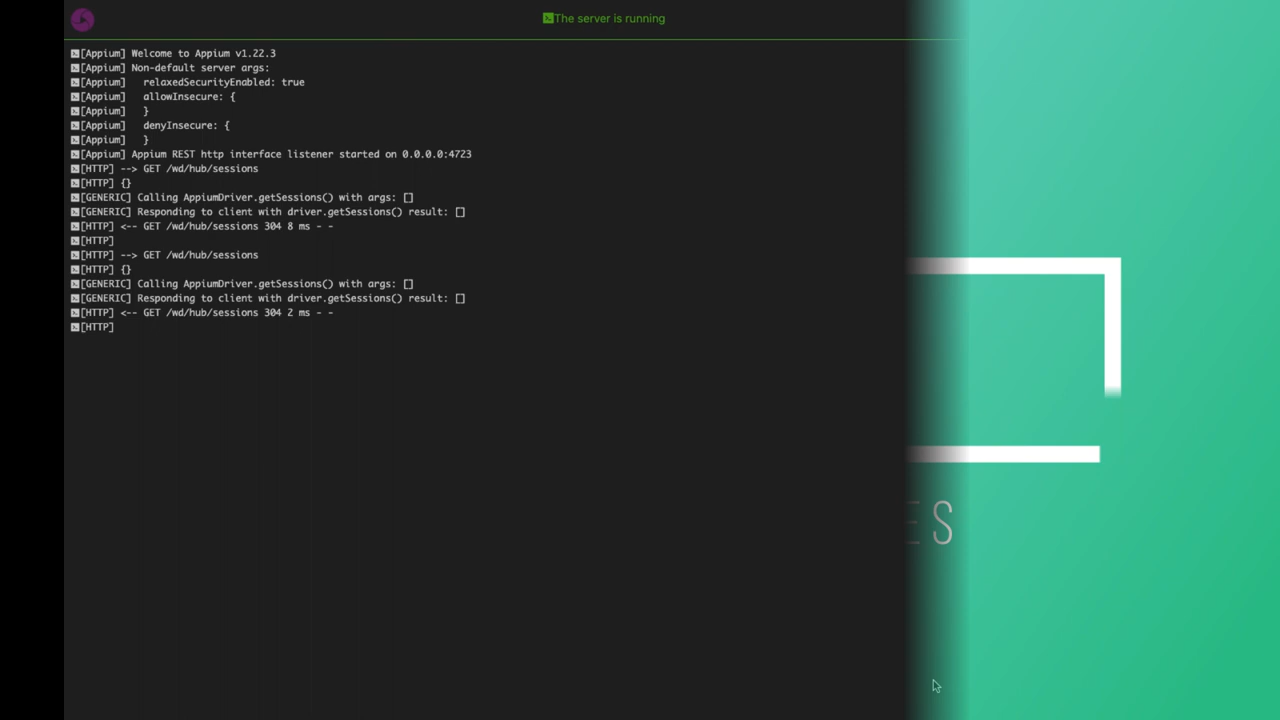 The server is running
[Appium] Welcome to Appium v1.22.3
[Appium] Non-default server args:
[Appium]   relaxedSecurityEnabled: true
[Appium]   allowInsecure: {
[Appium]   }
[Appium]   denyInsecure: {
[Appium]   }
[Appium] Appium REST http interface listener started on 0.0.0.0:4723
[HTTP] --> GET /wd/hub/sessions
[HTTP] {}
[GENERIC] Calling AppiumDriver.getSessions() with args: []
[GENERIC] Responding to client with driver.getSessions() result: []
[HTTP] <-- GET /wd/hub/sessions 304 8 ms - -
[HTTP]
[HTTP] --> GET /wd/hub/sessions
[HTTP] {}
[GENERIC] Calling AppiumDriver.getSessions() with args: []
[GENERIC] Responding to client with driver.getSessions() result: []
[HTTP] <-- GET /wd/hub/sessions 304 2 ms - -
[HTTP]
ES